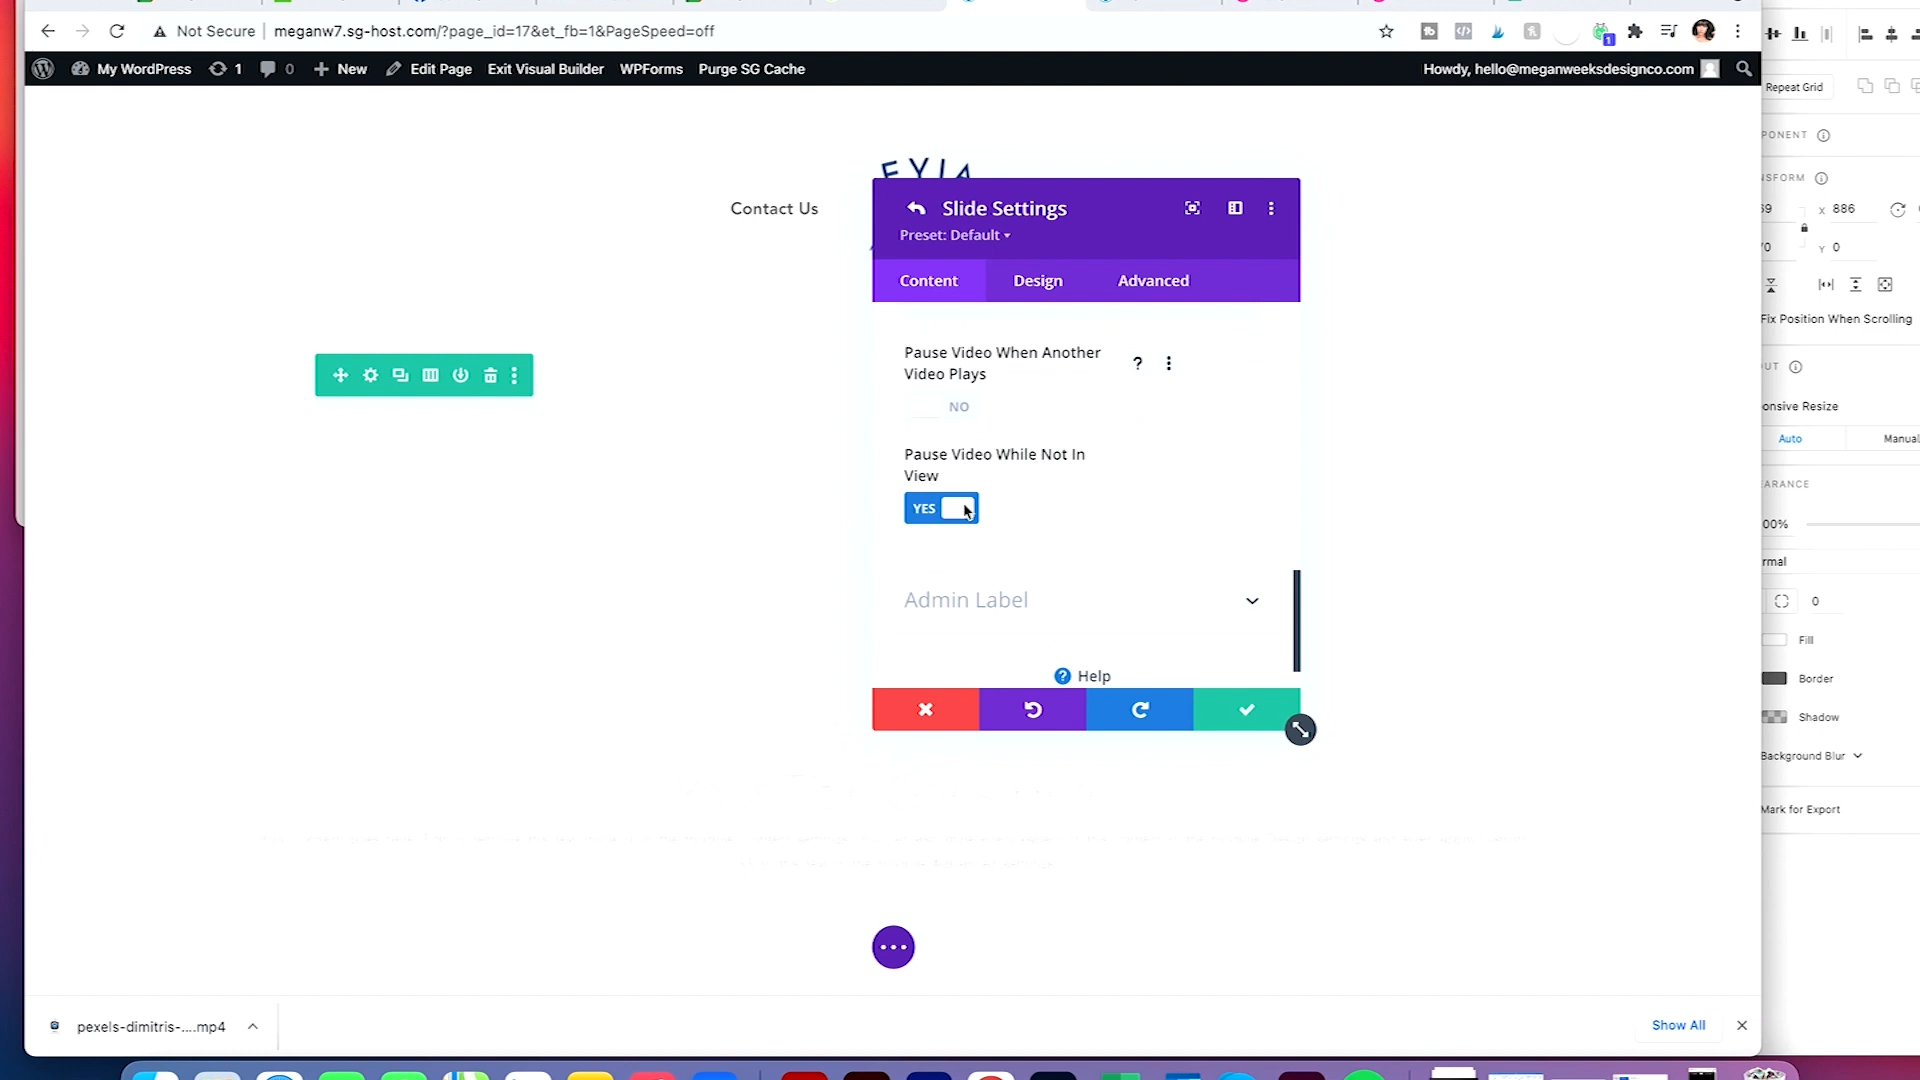 Not Secure | meganw7.sg-host.com/?page_id=17&et_fb=1&PageSpeed=off
My WordPress 1 0 New Edit Page Exit Visual Builder WPForms Purge SG Cache Howdy, hello@meganweeksdesignco.com
Repeat Grid
PONENT
EXIA
NSFORM
Contact Us
Slide Settings
Preset: Default
X 886
Y 0
Content Design Advanced
Fix Position When Scrolling
Pause Video When Another
Video Plays
NO
UT
onsive Resize
Auto Manual
Pause Video While Not In
View
YES
ARANCE
00%
rmal
0
Admin Label
Fill
Help
Border
Shadow
Background Blur
Mark for Export
pexels-dimitris-....mp4
Show All